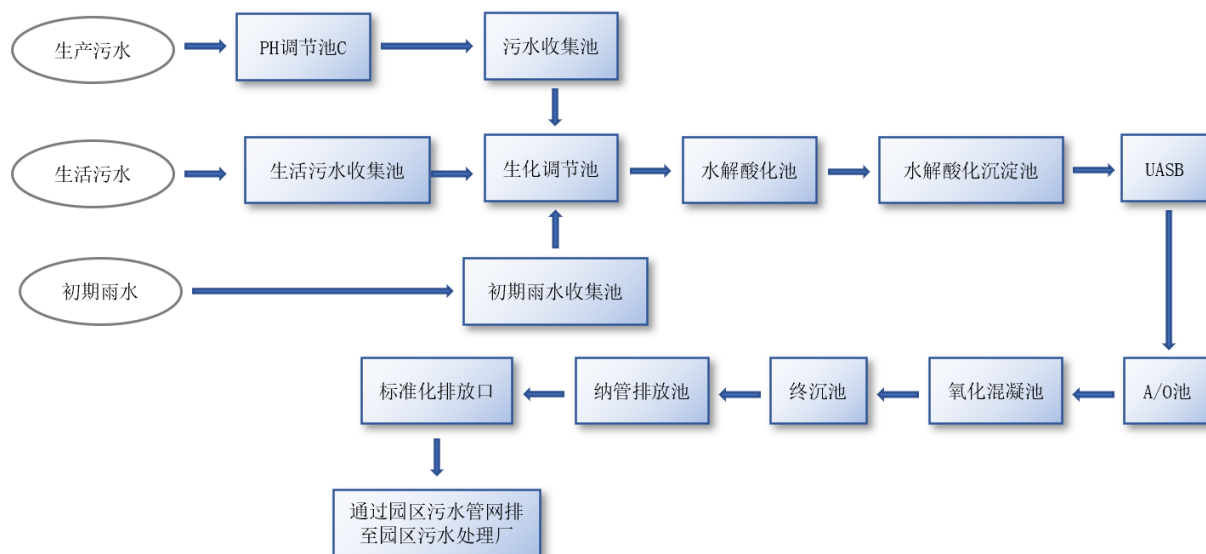 生产污水
PH调节池C
污水收集池
生活污水
生活污水收集池
生化调节池
水解酸化池
水解酸化沉淀池
UASB
初期雨水
初期雨水收集池
标准化排放口
纳管排放池
终沉池
氧化混凝池
A/O池
通过园区污水管网排
至园区污水处理厂